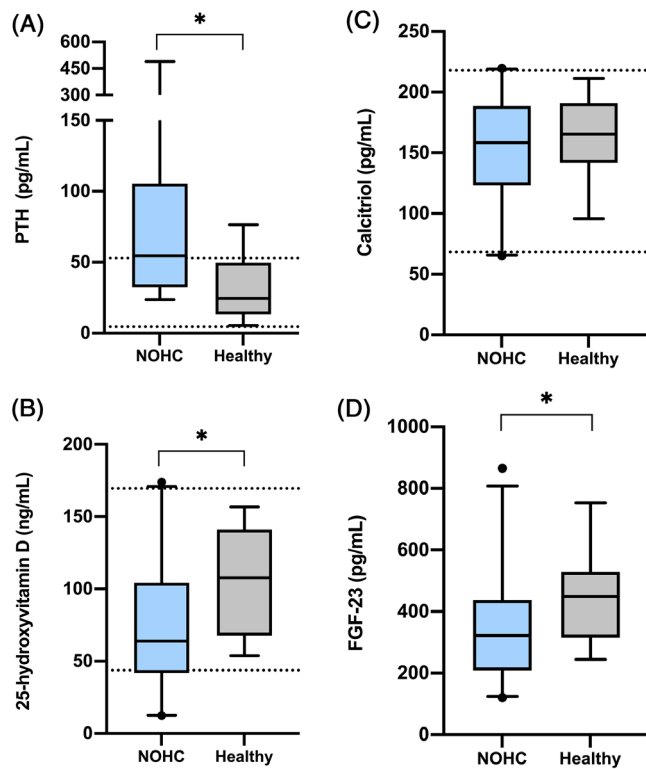 (A)
*
600
450
300
150
100
50
0
PTH (pg/mL)
NOHC Healthy
(C)
250
200
150
100
50
0
Calcitriol (pg/mL)
NOHC Healthy
(B)
*
200
150
100
50
0
25-hydroxyvitamin D (ng/mL)
NOHC Healthy
(D)
*
1000
800
600
400
200
0
FGF-23 (pg/mL)
NOHC Healthy